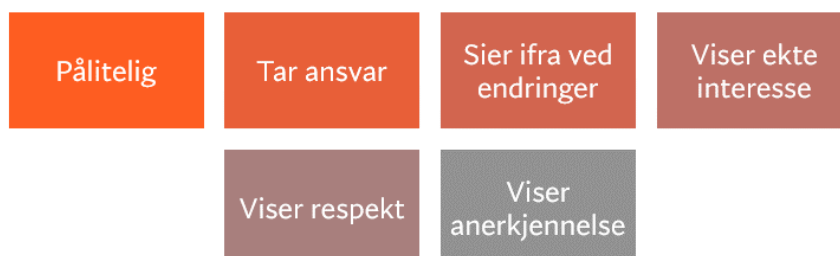 Pålitelig
Tar ansvar
Sier ifra ved
endringer
Viser ekte
interesse
Viser respekt
Viser
anerkjennelse